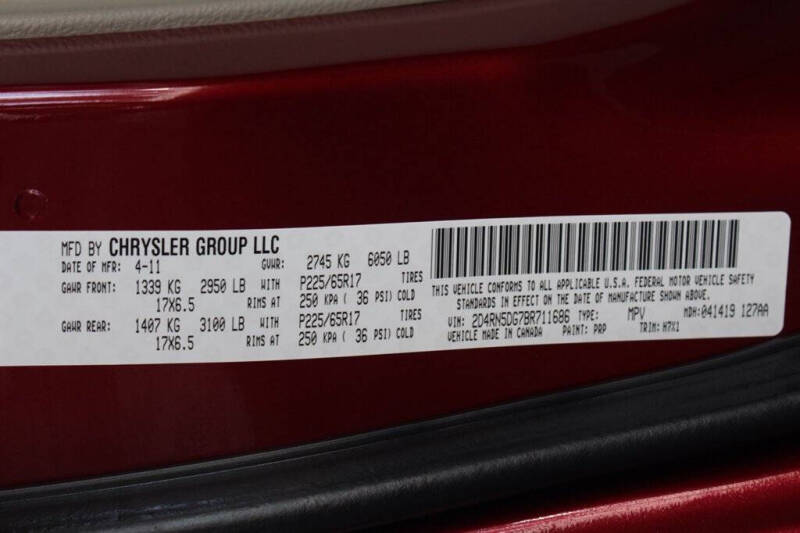 MFD BY CHRYSLER GROUP LLC
DATE OF MFR: 4-11 GVWR: 2745 KG 6050 LB
GAWR FRONT: 1339 KG 2950 LB WITH P225/65R17 TIRES
17X6.5 RIMS AT 250 KPA ( 36 PSI) COLD
GAWR REAR: 1407 KG 3100 LB WITH P225/65R17 TIRES
17X6.5 RIMS AT 250 KPA ( 36 PSI) COLD
THIS VEHICLE CONFORMS TO ALL APPLICABLE U.S.A. FEDERAL MOTOR VEHICLE SAFETY
STANDARDS IN EFFECT ON THE DATE OF MANUFACTURE SHOWN ABOVE.
VIN: 2D4RN5DG7BR711686 TYPE: MPV MDH: 041419 127AA
VEHICLE MADE IN CANADA PAINT: PRP TRIM: H7X1